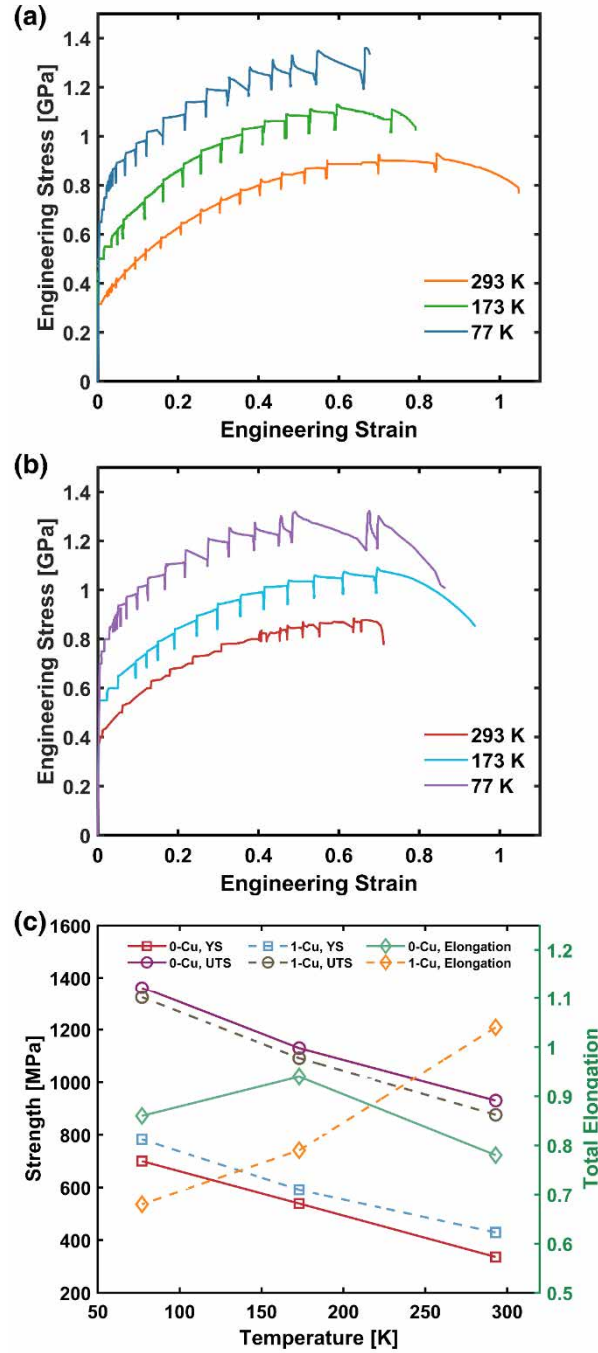 (a)
1.4
1.2
1
0.8
0.6
0.4
0.2
0
Engineering Stress [GPa]
293 K
173 K
77 K
0 0.2 0.4 0.6 0.8 1
Engineering Strain
(b)
1.4
1.2
1
0.8
0.6
0.4
0.2
0
Engineering Stress [GPa]
293 K
173 K
77 K
0 0.2 0.4 0.6 0.8 1
Engineering Strain
(c)
0-Cu, YS 1-Cu, YS 0-Cu, Elongation
0-Cu, UTS 1-Cu, UTS 1-Cu, Elongation
1600
1400
1200
1000
800
600
400
200
Strength [MPa]
1.2
1.1
1
0.9
0.8
0.7
0.6
0.5
Total Elongation
50 100 150 200 250 300
Temperature [K]